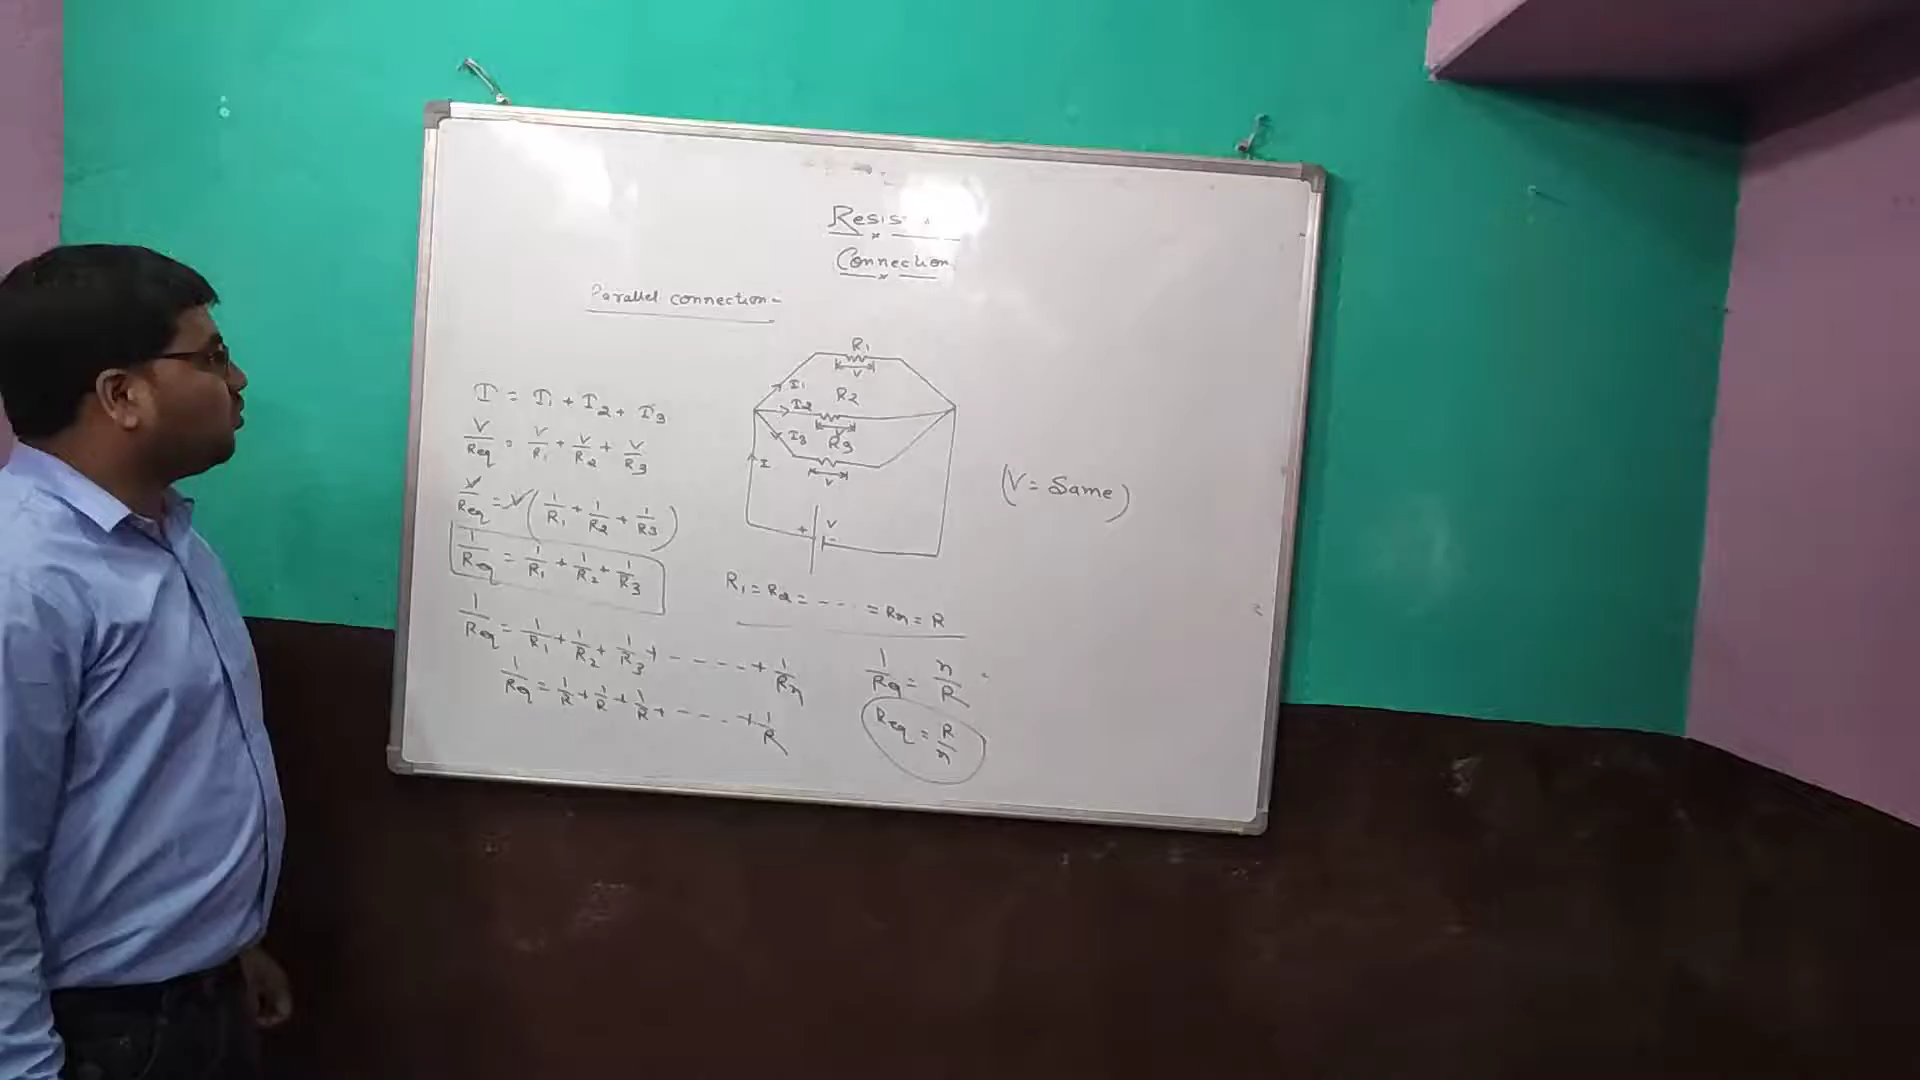 Resis
Connection
Parallel connection-
I = I1 + I2 + I3
V/Req = V/R1 + V/R2 + V/R3
V/Req = V(1/R1 + 1/R2 + 1/R3)
1/Req = 1/R1 + 1/R2 + 1/R3
1/Req = 1/R1 + 1/R2 + 1/R3 + ----- + 1/Rn
1/Req = 1/R + 1/R + 1/R + ----- + 1/R
R1
V
I1
R2
I2
V
R3
I3
V
I
+ V -
(V = Same)
R1 = R2 = ---- = Rn = R
1/Req = n/R
Req = R/n